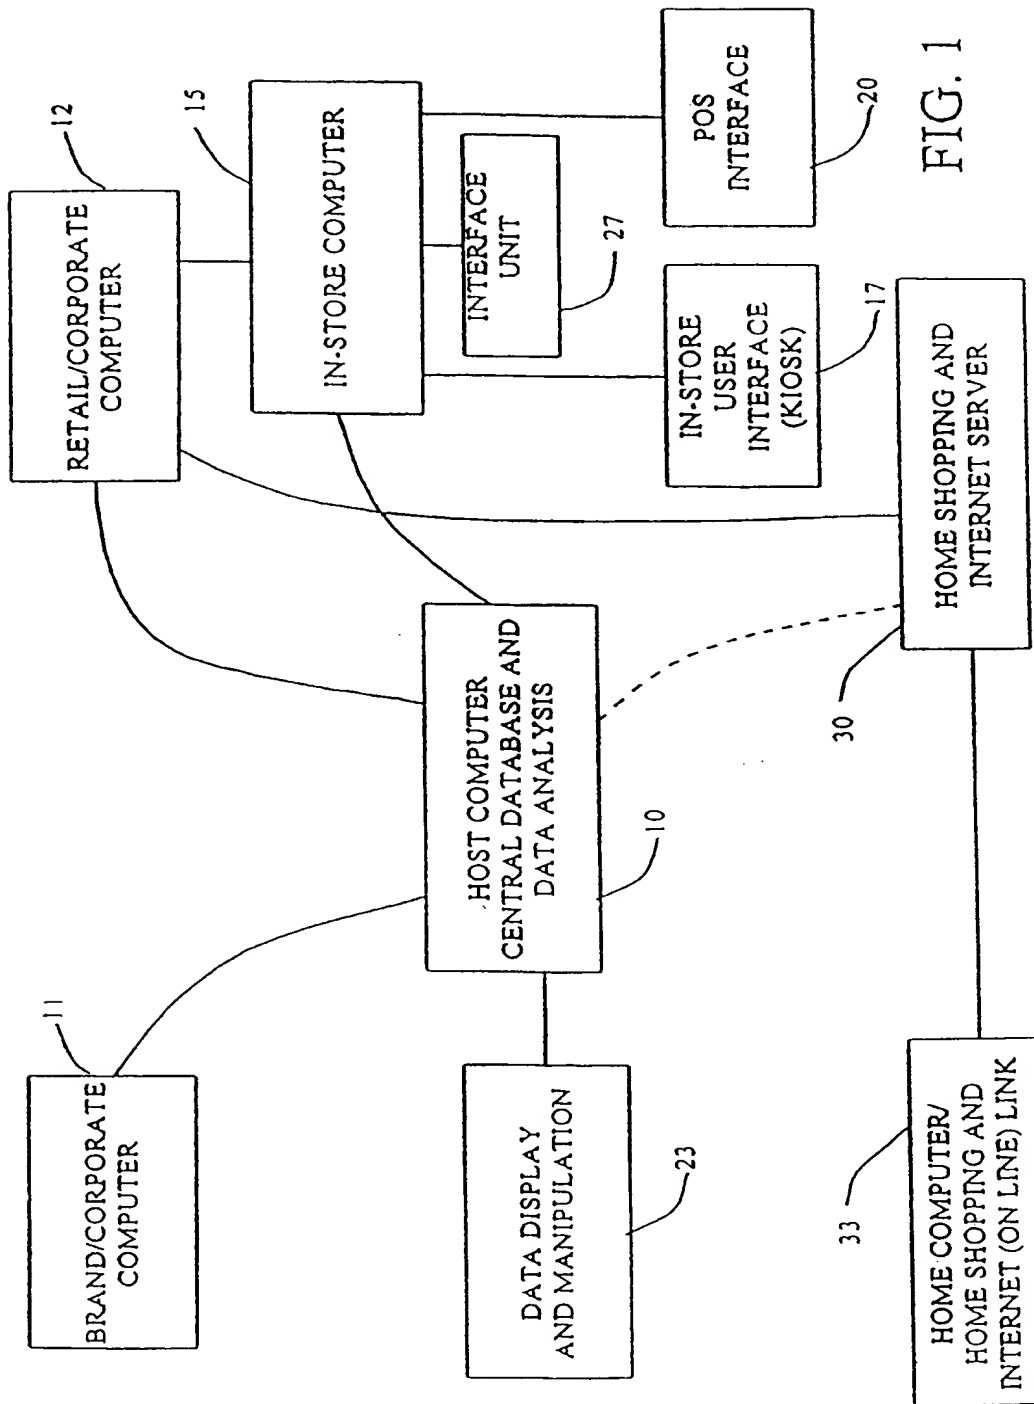 11
BRAND/CORPORATE
COMPUTER
12
RETAIL/CORPORATE
COMPUTER
15
IN-STORE COMPUTER
HOST COMPUTER
CENTRAL DATABASE AND
DATA ANALYSIS
10
DATA DISPLAY
AND MANIPULATION
23
INTERFACE
UNIT
27
IN-STORE
USER
INTERFACE
(KIOSK)
17
POS
INTERFACE
20
30
HOME SHOPPING AND
INTERNET SERVER
33
HOME COMPUTER/
HOME SHOPPING AND
INTERNET (ON LINE) LINK
FIG. 1